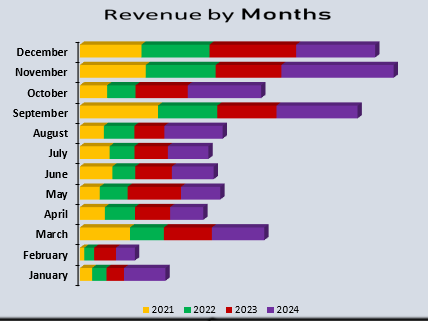 Revenue by Months
December
November
October
September
August
July
June
May
April
March
February
January
2021 2022 2023 2024